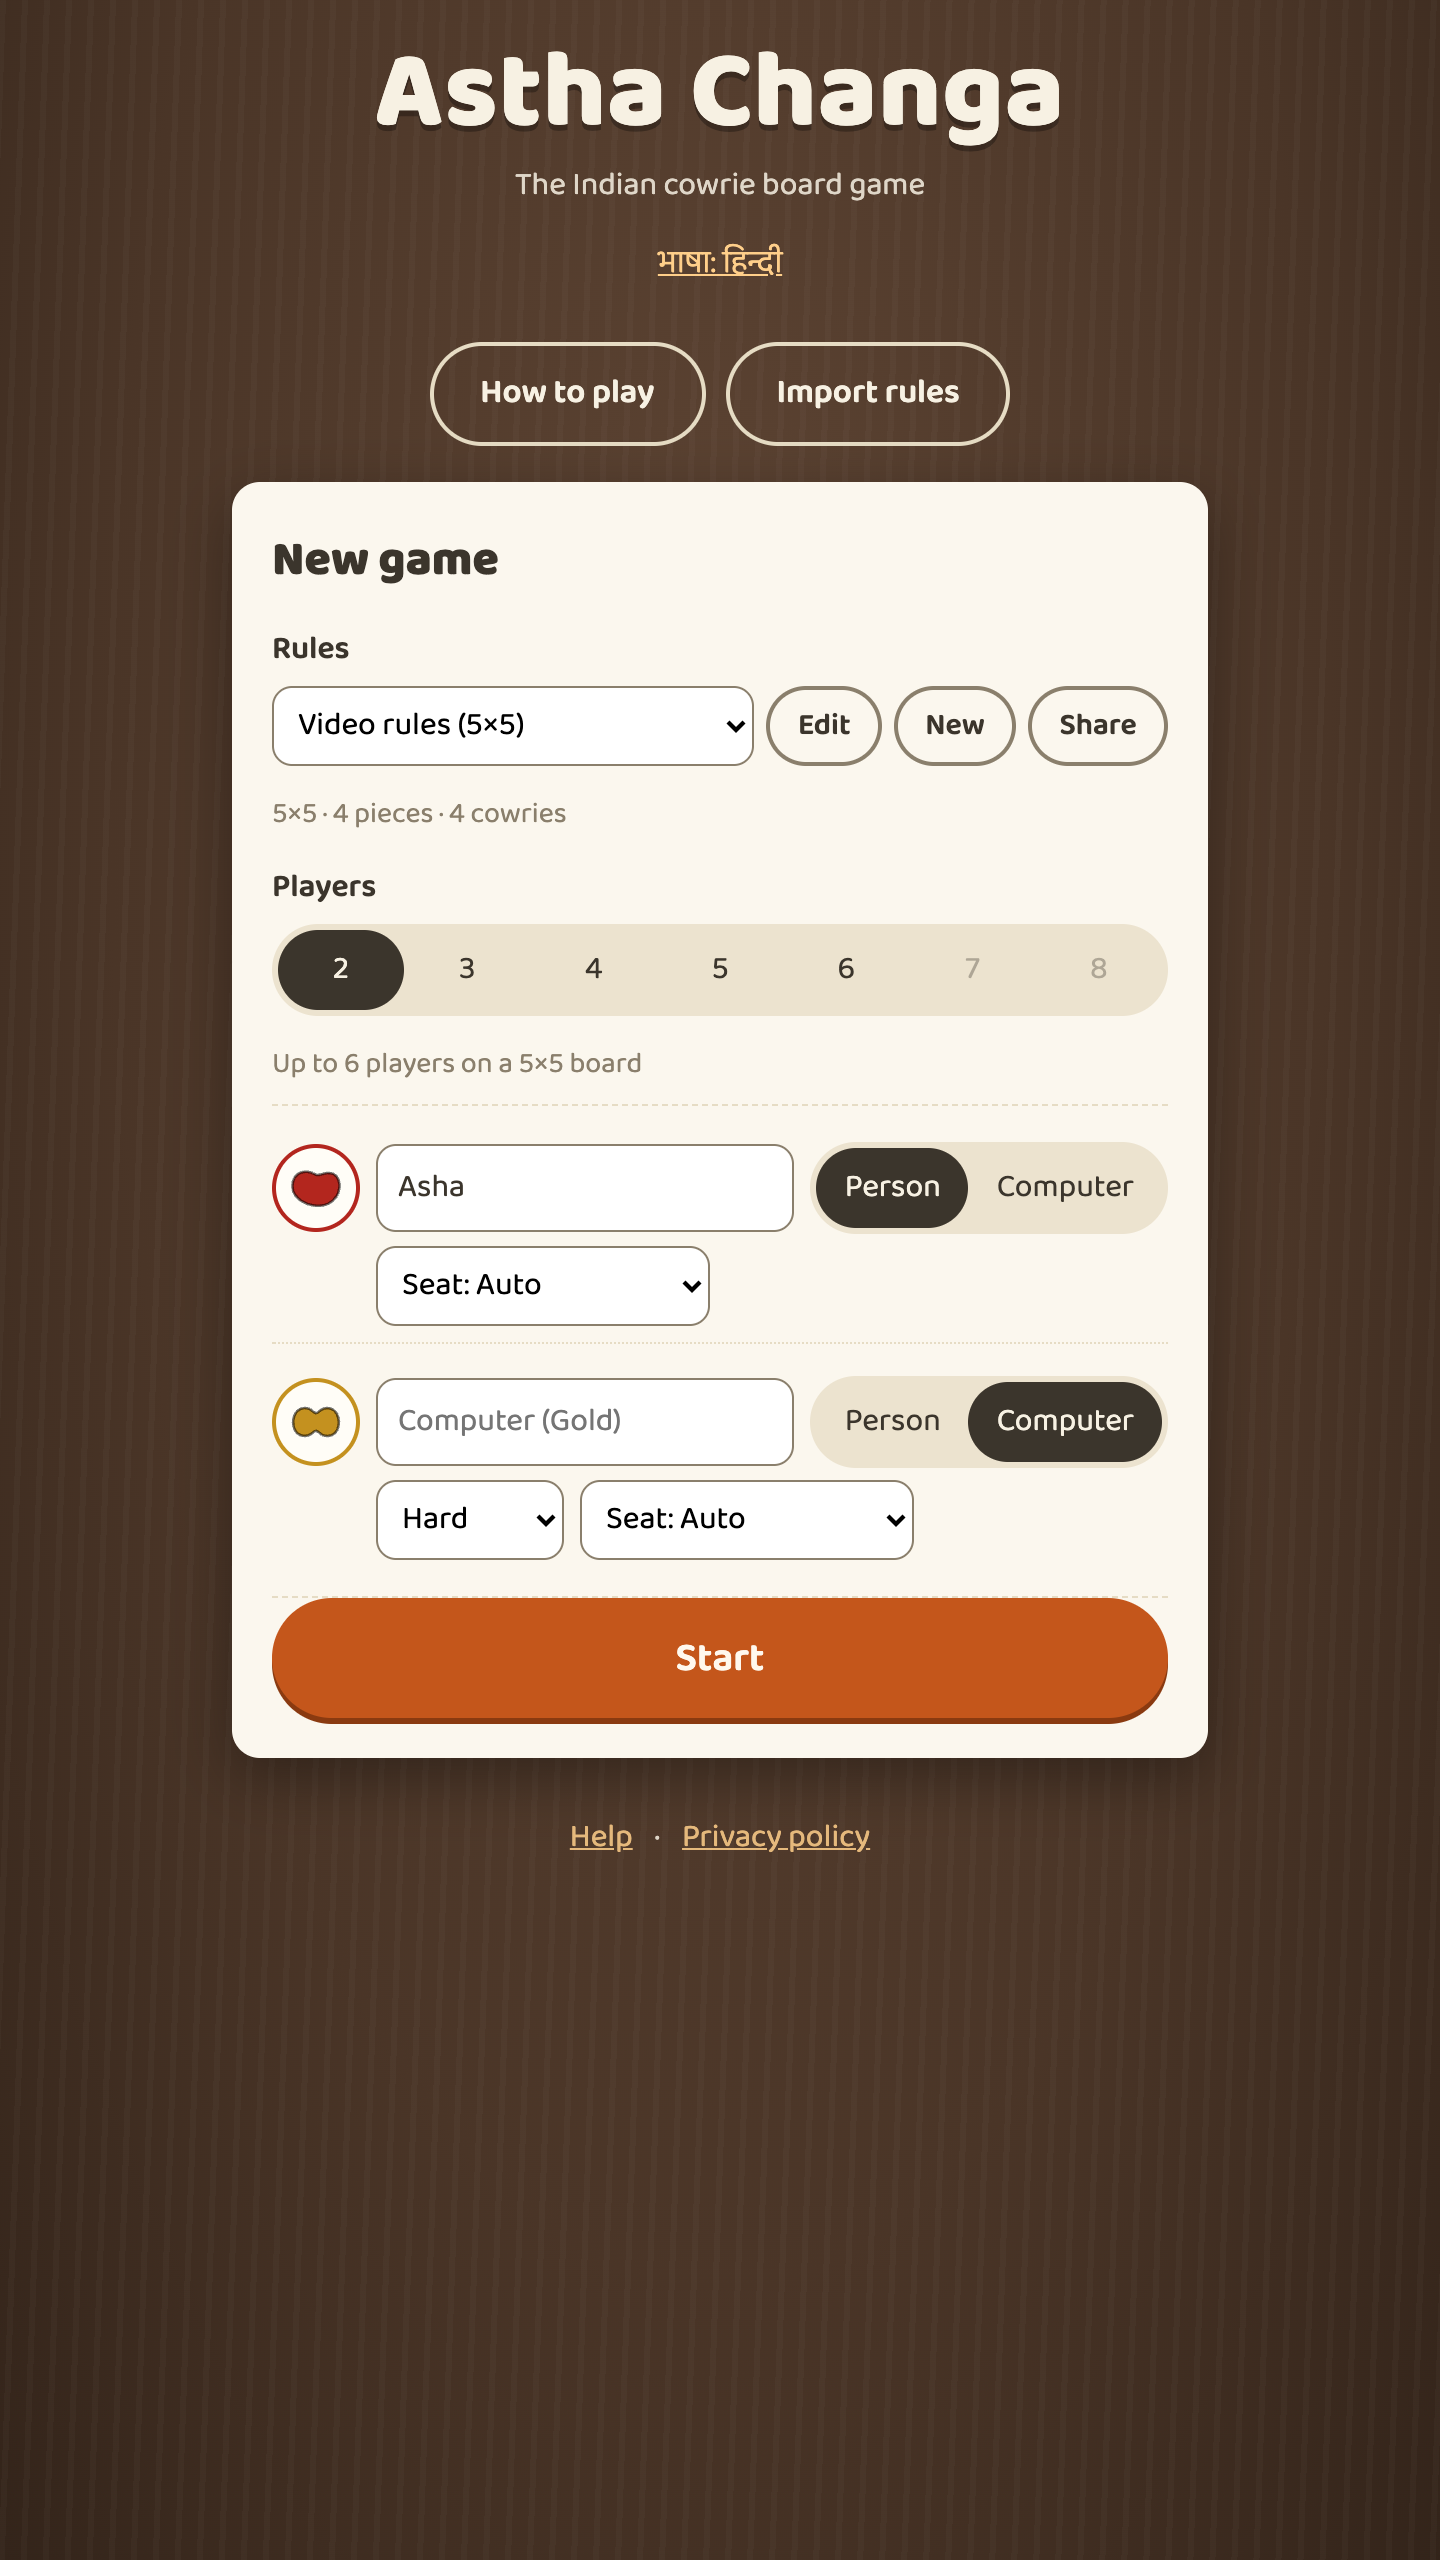 Astha Changa
The Indian cowrie board game
भाषा: हिन्दी
How to play Import rules
New game
Rules
Video rules (5×5) Edit New Share
5×5 · 4 pieces · 4 cowries
Players
2 3 4 5 6 7 8
Up to 6 players on a 5×5 board
Asha Person Computer
Seat: Auto
Computer (Gold) Person Computer
Hard Seat: Auto
Start
Help · Privacy policy